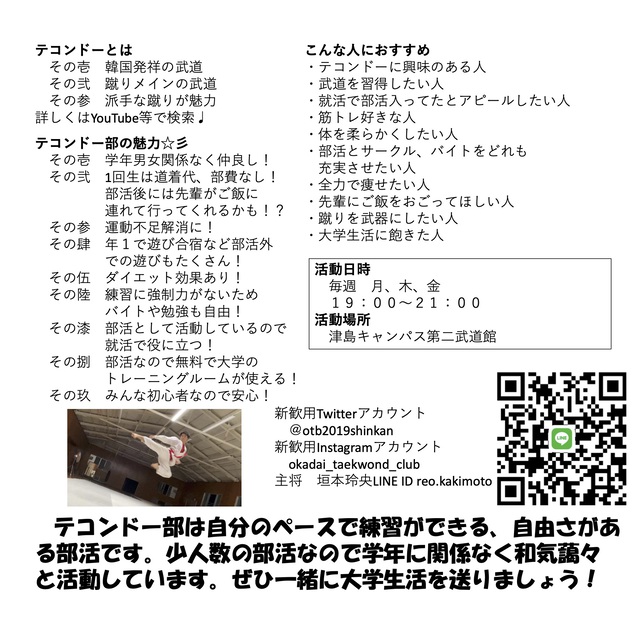 テコンドーとは
その壱 韓国発祥の武道
その弐 蹴りメインの武道
その参 派手な蹴りが魅力
詳しくはYouTube等で検索♩
テコンドー部の魅力☆彡
その壱 学年男女関係なく仲良し！
その弐 1回生は道着代、部費なし！
部活後には先輩がご飯に
連れて行ってくれるかも！？
その参 運動不足解消に！
その肆 年１で遊び合宿など部活外
での遊びもたくさん！
その伍 ダイエット効果あり！
その陸 練習に強制力がないため
バイトや勉強も自由！
その漆 部活として活動しているので
就活で役に立つ！
その捌 部活なので無料で大学の
トレーニングルームが使える！
その玖 みんな初心者なので安心！
こんな人におすすめ
・テコンドーに興味のある人
・武道を習得したい人
・就活で部活入ってたとアピールしたい人
・筋トレ好きな人
・体を柔らかくしたい人
・部活とサークル、バイトをどれも
充実させたい人
・全力で痩せたい人
・先輩にご飯をおごってほしい人
・蹴りを武器にしたい人
・大学生活に飽きた人
活動日時
毎週 月、木、金
１９：００〜２１：００
活動場所
津島キャンパス第二武道館
新歓用Twitterアカウント
＠otb2019shinkan
新歓用Instagramアカウント
okadai_taekwond_club
主将 垣本玲央LINE ID reo.kakimoto
LINE
テコンドー部は自分のペースで練習ができる、自由さがあ
る部活です。少人数の部活なので学年に関係なく和気藹々
と活動しています。ぜひ一緒に大学生活を送りましょう！